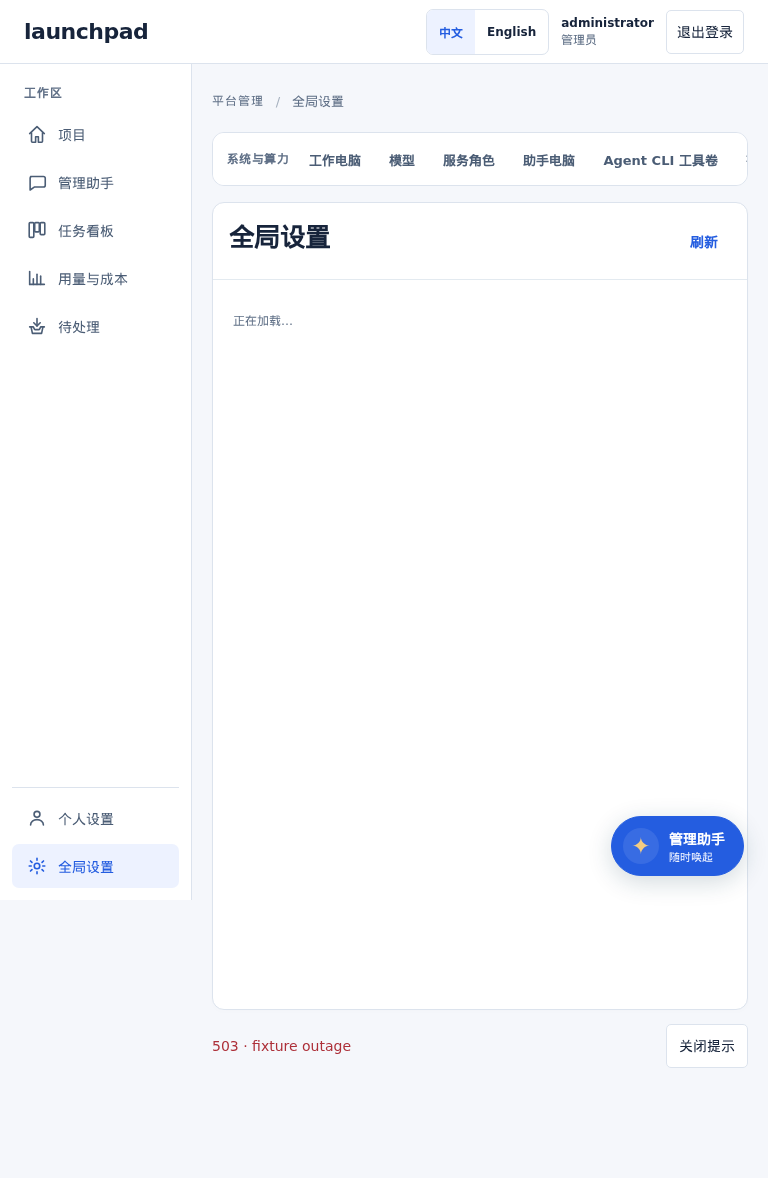 launchpad
中文 English
administrator
管理员
退出登录
工作区
项目
管理助手
任务看板
用量与成本
待处理
个人设置
全局设置
平台管理 / 全局设置
系统与算力 工作电脑 模型 服务角色 助手电脑 Agent CLI 工具卷
全局设置
刷新
正在加载…
✦ 管理助手
随时唤起
503 · fixture outage
关闭提示